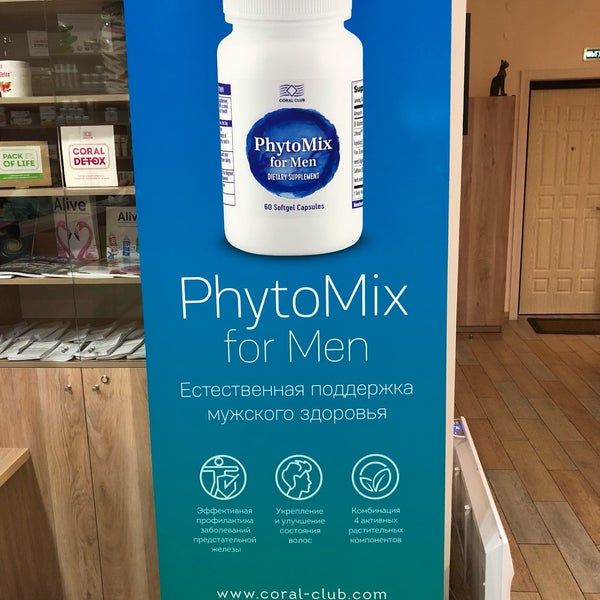 CORAL CLUB
PhytoMix
for Men
DIETARY SUPPLEMENT
60 Softgel Capsules
PhytoMix
for Men
Естественная поддержка
мужского здоровья
Эффективная
профилактика
заболеваний
предстательной
железы
Укрепление
и улучшение
состояния
волос
Комбинация
4 активных
растительных
компонентов
www.coral-club.com
PACK
OF LIFE
CORAL
DETOX
Alive
Alive